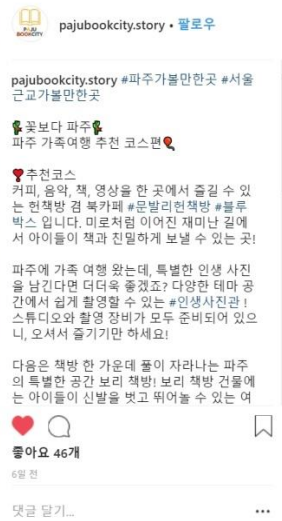 PAJU
BOOKCITY
pajubookcity.story • 팔로우
pajubookcity.story #파주가볼만한곳 #서울
근교가볼만한곳
꽃보다 파주
파주 가족여행 추천 코스편
추천코스
커피, 음악, 책, 영상을 한 곳에서 즐길 수 있
는 헌책방 겸 북카페 #문발리헌책방 #블루
박스 입니다. 미로처럼 이어진 재미난 길에
서 아이들이 책과 친밀하게 보낼 수 있는 곳!
파주에 가족 여행 왔는데, 특별한 인생 사진
을 남긴다면 더더욱 좋겠죠? 다양한 테마 공
간에서 쉽게 촬영할 수 있는 #인생사진관 !
스튜디오와 촬영 장비가 모두 준비되어 있으
니, 오셔서 즐기기만 하세요!
다음은 책방 한 가운데 풀이 자라나는 파주
의 특별한 공간 보리 책방! 보리 책방 건물에
는 아이들이 신발을 벗고 뛰어놀 수 있는 여
좋아요 46개
6일 전
댓글 달기...